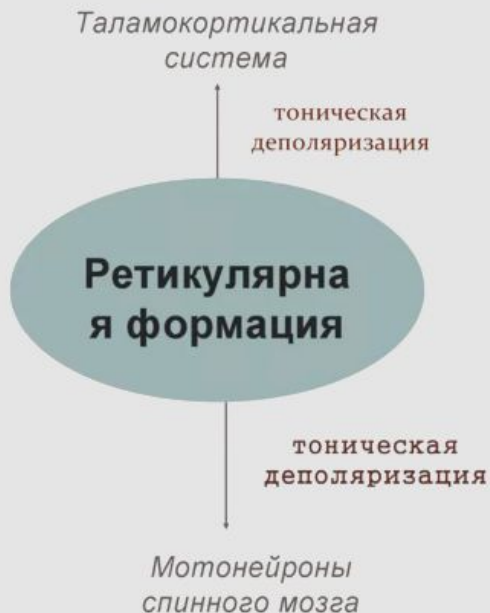 Таламокортикальная
система
тоническая
деполяризация
Ретикулярна
я формация
тоническая
деполяризация
Мотонейроны
спинного мозга